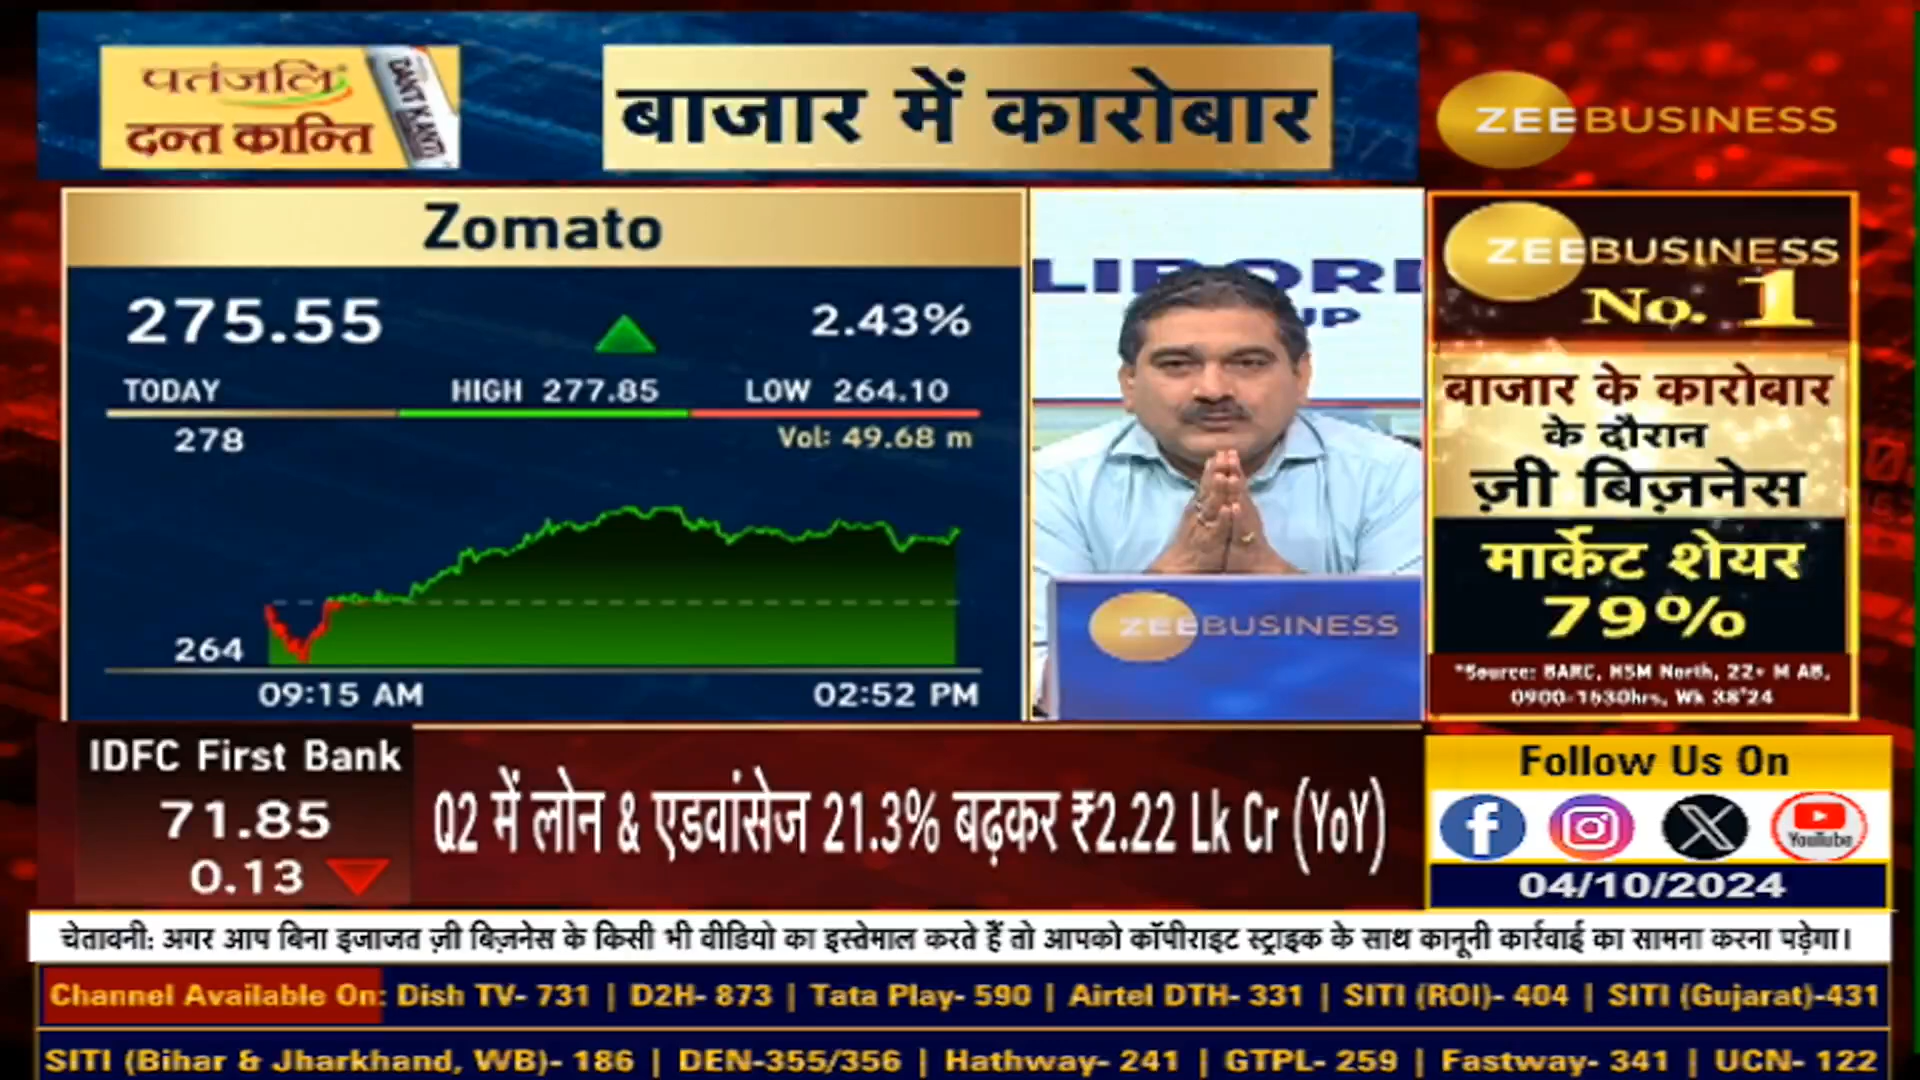 पतंजलि
दन्त कान्ति
DANT KANTI
बाजार में कारोबार
ZEEBUSINESS
Zomato
275.55
2.43%
TODAY
HIGH 277.85
LOW 264.10
278
Vol: 49.68 m
264
09:15 AM
02:52 PM
UP
ZEEBUSINESS
ZEEBUSINESS
No. 1
बाजार के कारोबार
के दौरान
ज़ी बिज़नेस
मार्केट शेयर
79%
*Source: BARC, HSM North, 22+ M AB,
0900-1630hrs, Wk 38'24
IDFC First Bank
71.85
0.13
Q2 में लोन & एडवांसेज 21.3% बढ़कर ₹2.22 Lk Cr (YoY)
Follow Us On
YouTube
04/10/2024
चेतावनी: अगर आप बिना इजाजत ज़ी बिज़नेस के किसी भी वीडियो का इस्तेमाल करते हैं तो आपको कॉपीराइट स्ट्राइक के साथ कानूनी कार्रवाई का सामना करना पड़ेगा।
Channel Available On: Dish TV- 731 | D2H- 873 | Tata Play- 590 | Airtel DTH- 331 | SITI (ROI)- 404 | SITI (Gujarat)-431
SITI (Bihar & Jharkhand, WB)- 186 | DEN-355/356 | Hathway- 241 | GTPL- 259 | Fastway- 341 | UCN- 122